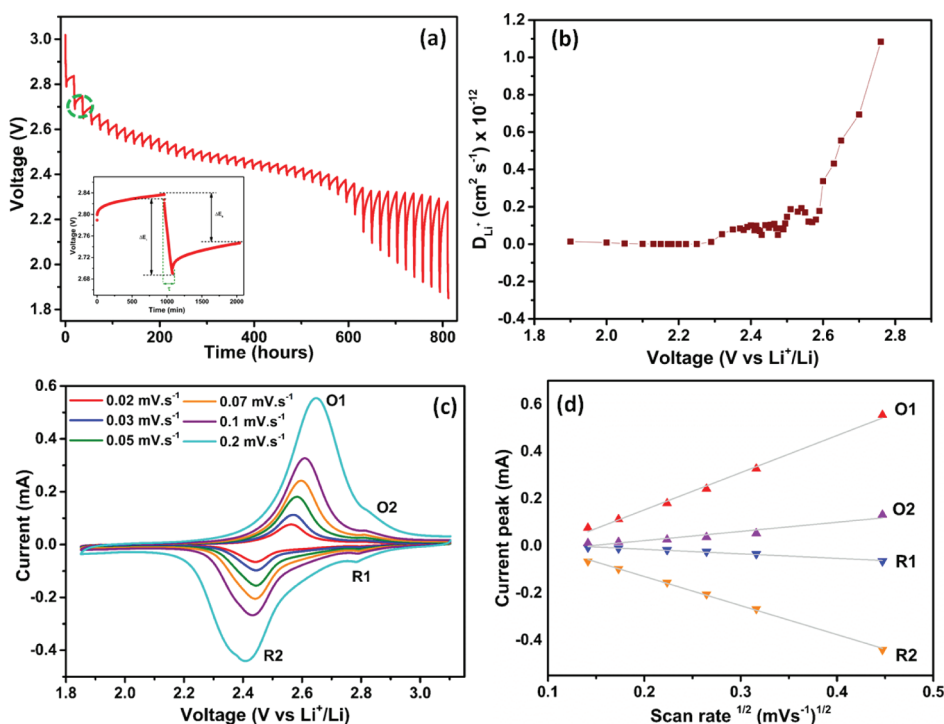 (a)
Voltage (V)
3.0
2.8
2.6
2.4
2.2
2.0
1.8
0 100 200 300 400 500 600 700 800
Time (hours)
Voltage (V)
2.84
2.80
2.76
2.72
2.68
0 500 1000 1500 2000
Time (min)
τ
(b)
D_Li⁺ (cm² s⁻¹) x 10⁻¹²
1.2
1.0
0.8
0.6
0.4
0.2
0.0
-0.2
-0.4
1.8 2.0 2.2 2.4 2.6 2.8
Voltage (V vs Li⁺/Li)
(c)
Current (mA)
0.6
0.4
0.2
0.0
-0.2
-0.4
0.02 mV.s⁻¹ 0.07 mV.s⁻¹
0.03 mV.s⁻¹ 0.1 mV.s⁻¹
0.05 mV.s⁻¹ 0.2 mV.s⁻¹
O1
O2
R1
R2
1.8 2.0 2.2 2.4 2.6 2.8 3.0
Voltage (V vs Li⁺/Li)
(d)
Current peak (mA)
0.6
0.4
0.2
0.0
-0.2
-0.4
O1
O2
R1
R2
0.1 0.2 0.3 0.4 0.5
Scan rate ¹/² (mVs⁻¹)¹/²